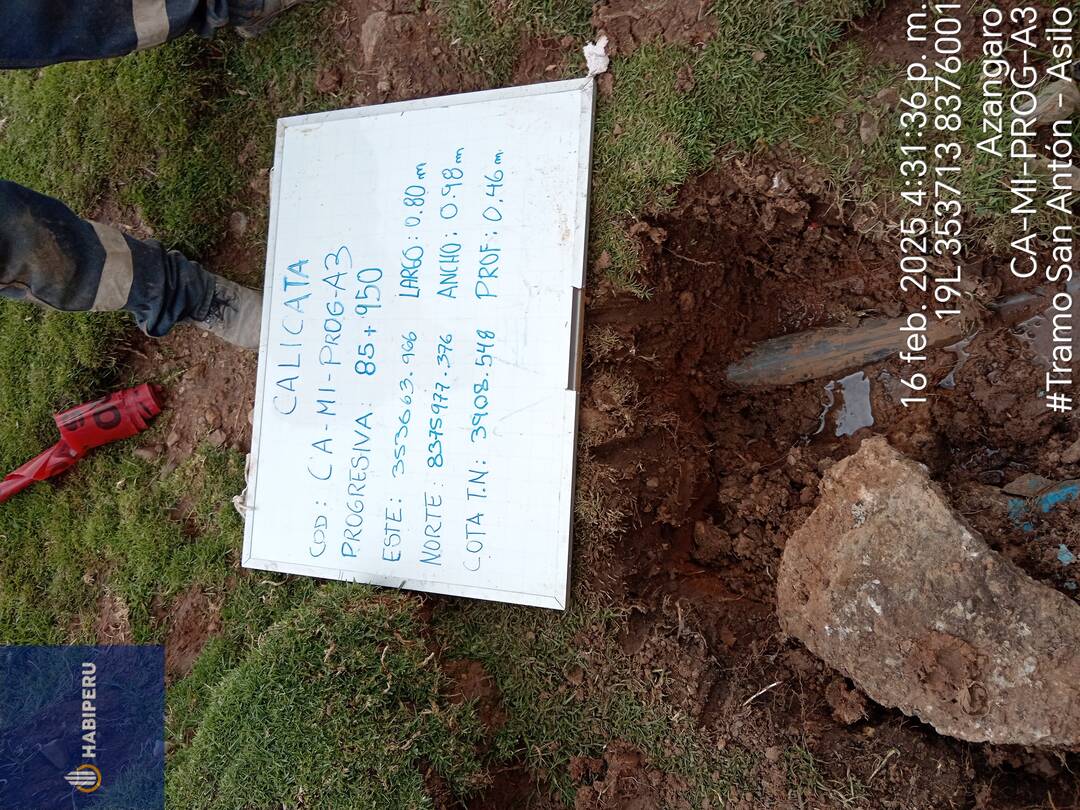 HABIPERU
CALICATA
COD: CA-MI-PROG-A3
PROGRESIVA: 85+950
ESTE: 353663.966 LARGO: 0.80 m
NORTE: 8375977.376 ANCHO: 0.98 m
COTA T.N: 3908.548 PROF: 0.46 m
16 feb. 2025 4:31:36 p. m.
19L 353713 8376001
Azangaro
CA-MI-PROG-A3
#Tramo San Antón - Asilo